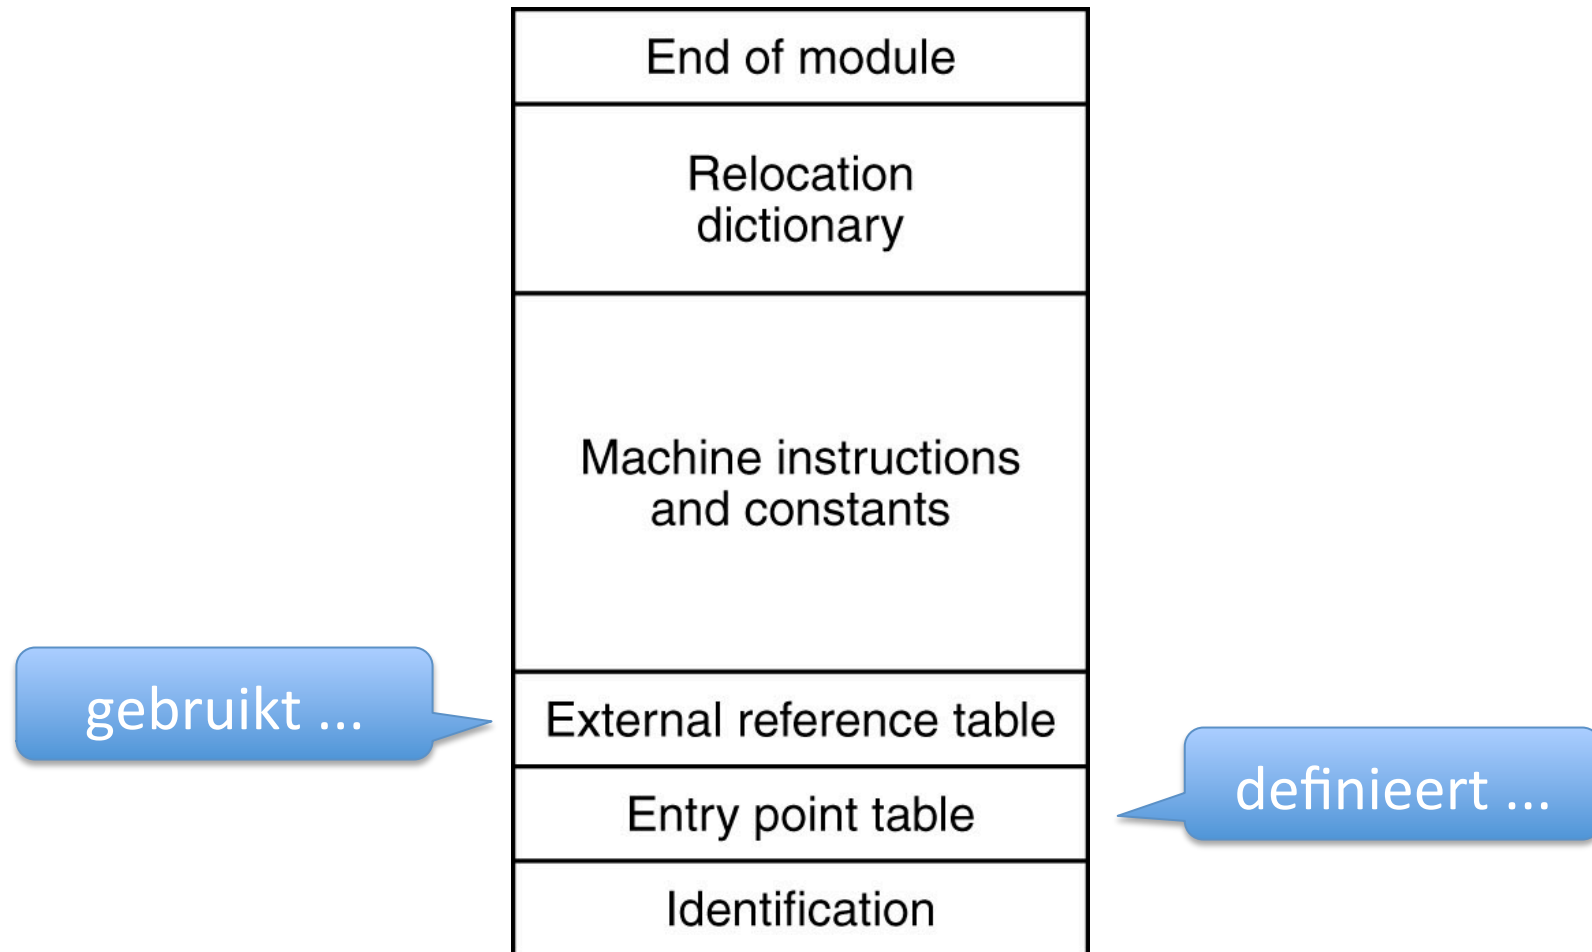 End of module
Relocation
dictionary
Machine instructions
and constants
gebruikt ...
External reference table
definieert ...
Entry point table
Identification